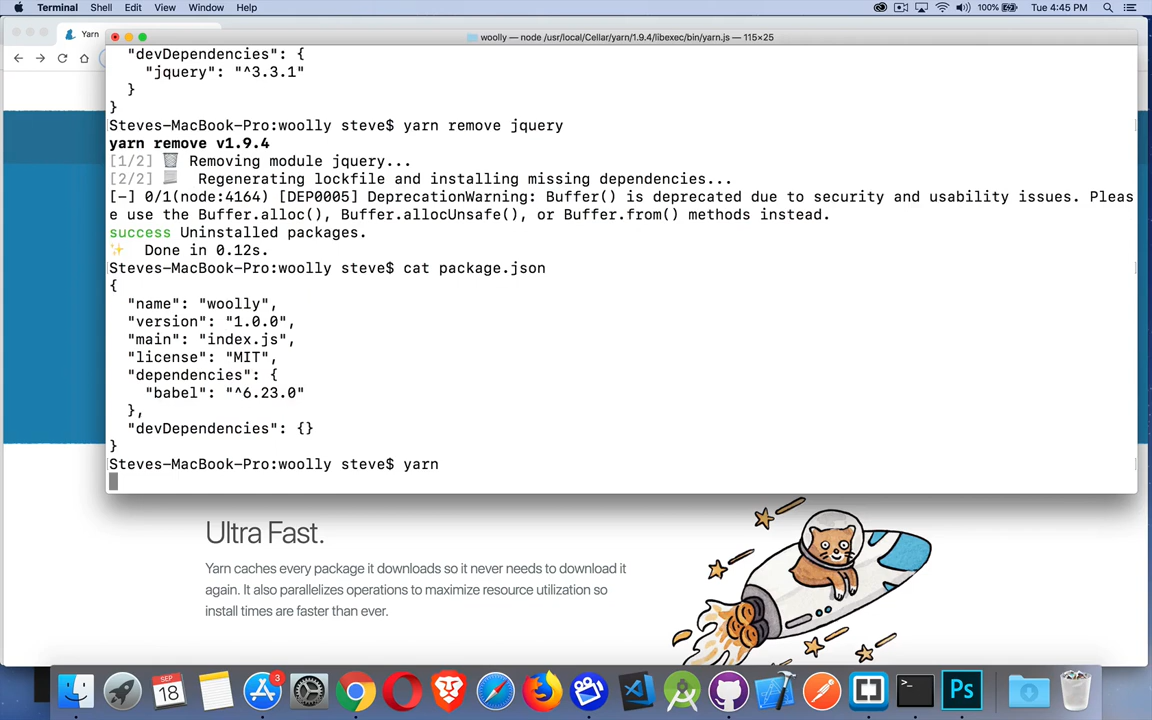 Terminal Shell Edit View Window Help 100% Tue 4:45 PM
Yarn
woolly — node /usr/local/Cellar/yarn/1.9.4/libexec/bin/yarn.js — 115×25
"devDependencies": {
"jquery": "^3.3.1"
}
}
Steves-MacBook-Pro:woolly steve$ yarn remove jquery
yarn remove v1.9.4
[1/2] 🗑 Removing module jquery...
[2/2] 📃 Regenerating lockfile and installing missing dependencies...
[-] 0/1(node:4164) [DEP0005] DeprecationWarning: Buffer() is deprecated due to security and usability issues. Pleas
e use the Buffer.alloc(), Buffer.allocUnsafe(), or Buffer.from() methods instead.
success Uninstalled packages.
✨ Done in 0.12s.
Steves-MacBook-Pro:woolly steve$ cat package.json
{
"name": "woolly",
"version": "1.0.0",
"main": "index.js",
"license": "MIT",
"dependencies": {
"babel": "^6.23.0"
},
"devDependencies": {}
}
Steves-MacBook-Pro:woolly steve$ yarn
Ultra Fast.
Yarn caches every package it downloads so it never needs to download it
again. It also parallelizes operations to maximize resource utilization so
install times are faster than ever.
3
SEP
18
>_
Ps